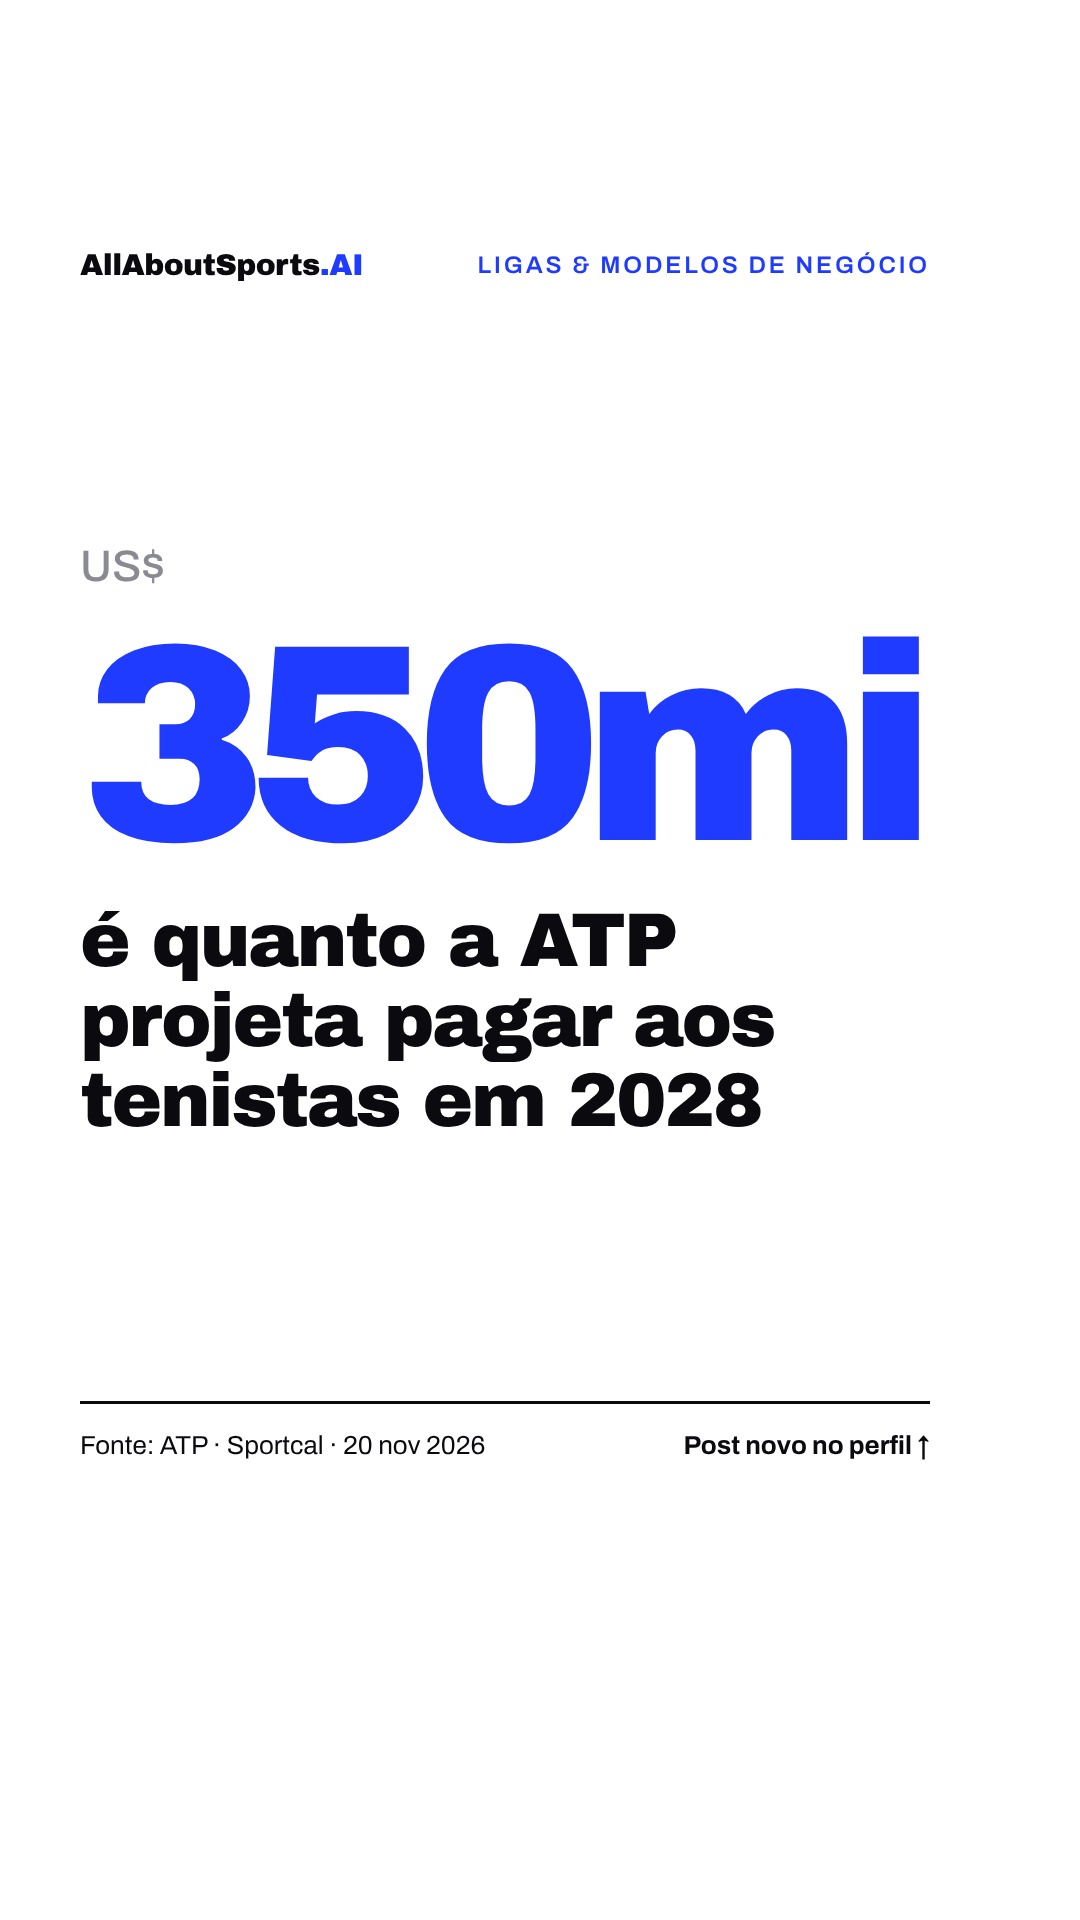 AllAboutSports.AI
LIGAS & MODELOS DE NEGÓCIO
US$
350mi
é quanto a ATP
projeta pagar aos
tenistas em 2028
Fonte: ATP · Sportcal · 20 nov 2026
Post novo no perfil ↑